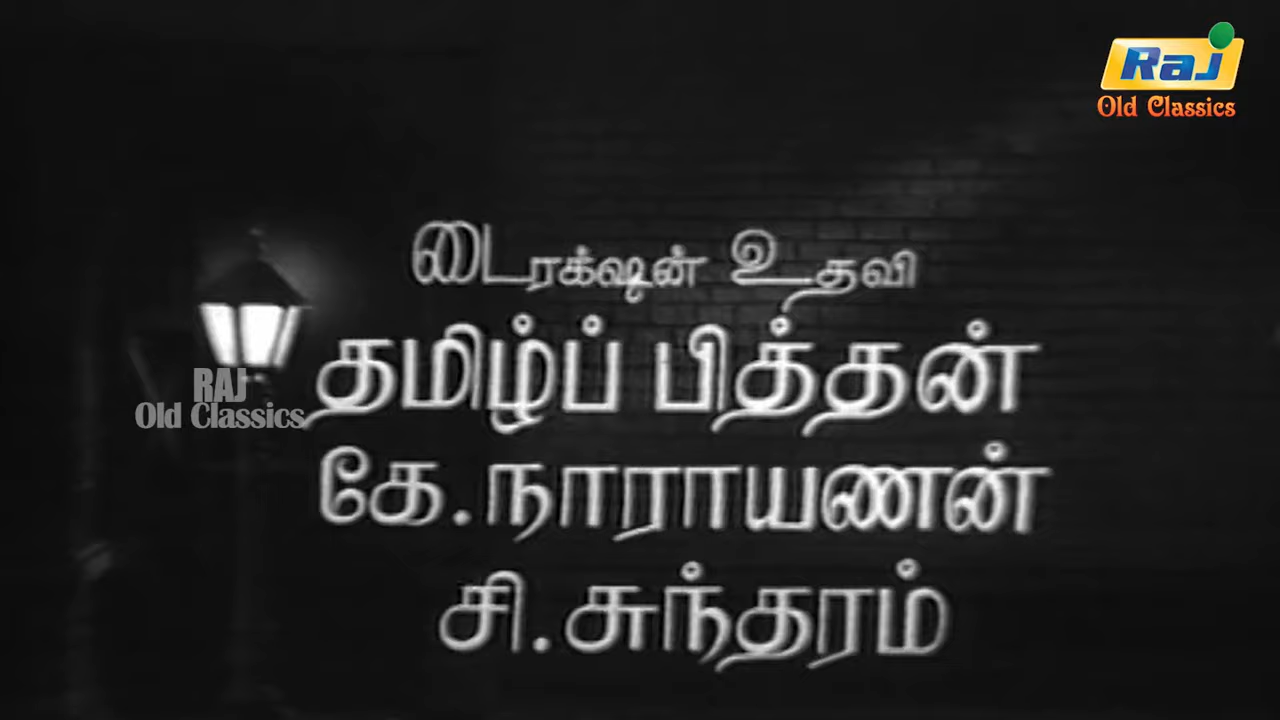 Raj
Old Classics
டைரக்ஷன் உதவி
தமிழ்ப் பித்தன்
RAJ
Old Classics
கே.நாராயணன்
சி.சுந்தரம்